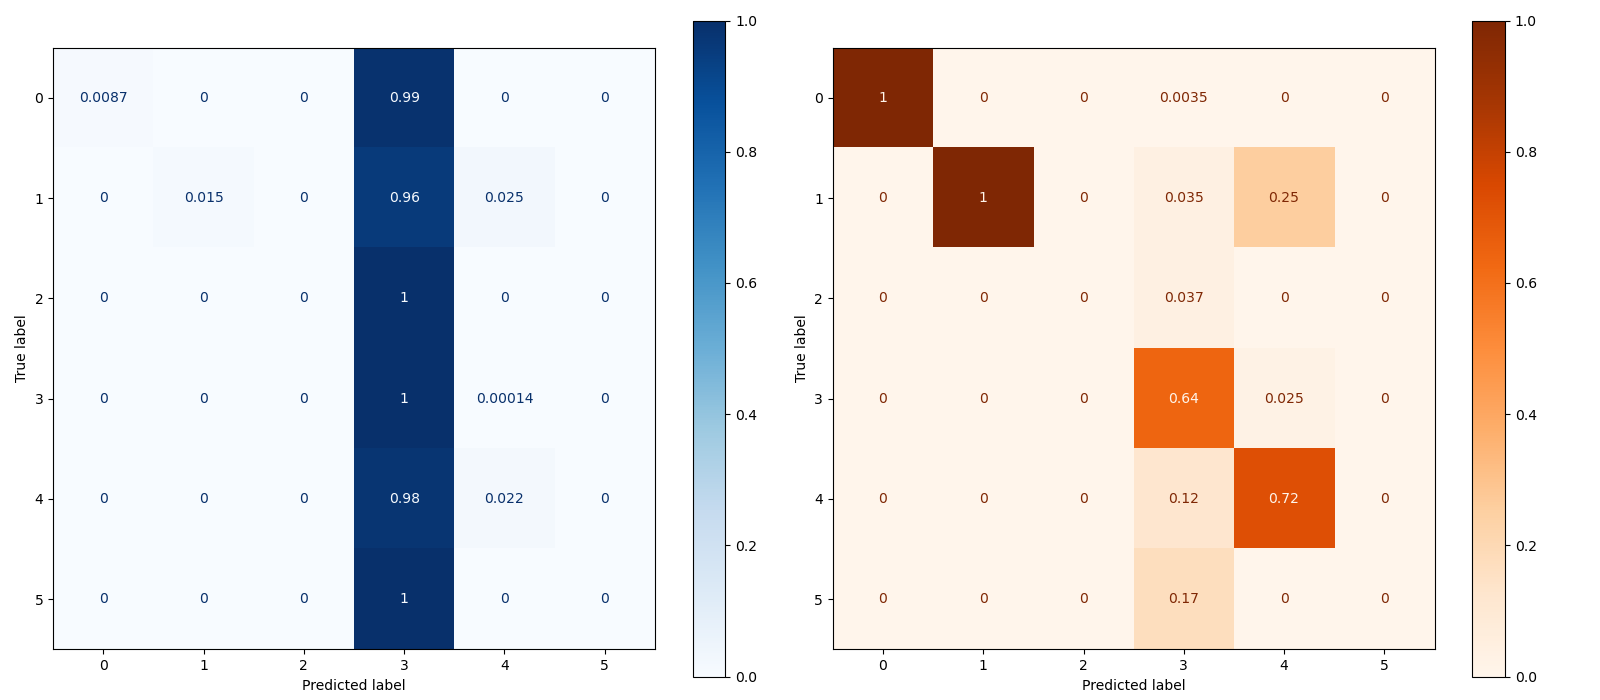 0 0.0087 0 0 0.99 0 0
1 0 0.015 0 0.96 0.025 0
2 0 0 0 1 0 0
3 0 0 0 1 0.00014 0
4 0 0 0 0.98 0.022 0
5 0 0 0 1 0 0
0 1 2 3 4 5
Predicted label
True label
1.0
0.8
0.6
0.4
0.2
0.0
0 1 0 0 0.0035 0 0
1 0 1 0 0.035 0.25 0
2 0 0 0 0.037 0 0
3 0 0 0 0.64 0.025 0
4 0 0 0 0.12 0.72 0
5 0 0 0 0.17 0 0
0 1 2 3 4 5
Predicted label
True label
1.0
0.8
0.6
0.4
0.2
0.0